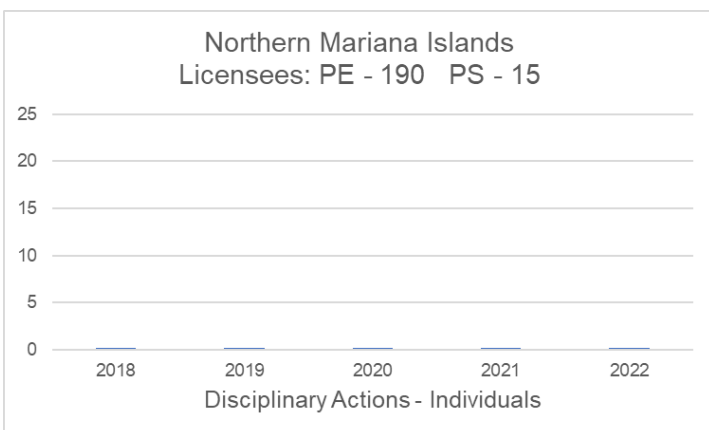 Northern Mariana Islands
Licensees: PE - 190 PS - 15
25
20
15
10
5
0
2018 2019 2020 2021 2022
Disciplinary Actions - Individuals